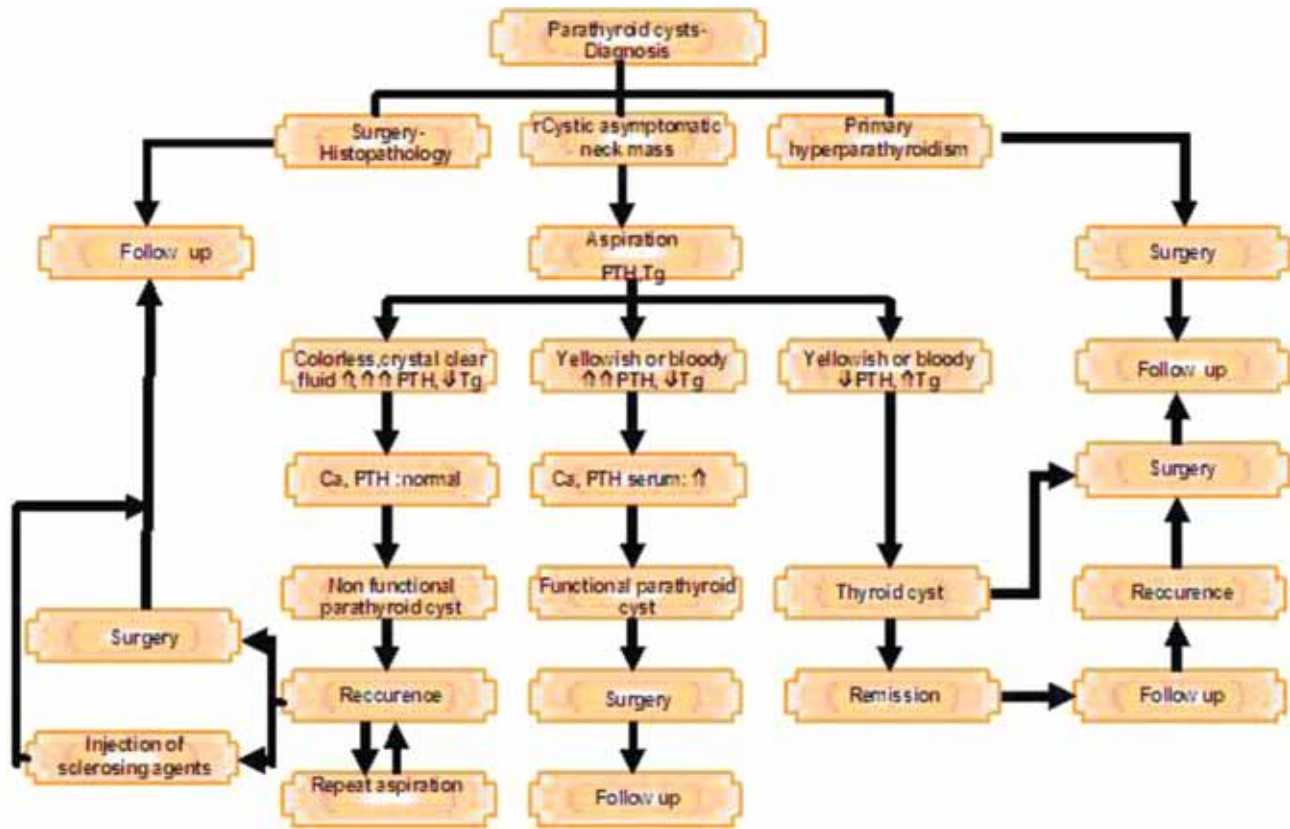 Parathyroid cysts-
Diagnosis
Surgery-
Histopathology
rCystic asymptomatic
neck mass
Primary
hyperparathyroidism
Follow up
Aspiration
PTH,Tg
Surgery
Colorless,crystal clear
fluid ⇑,⇑⇑ PTH, ⇓Tg
Yellowish or bloody
⇑⇑PTH, ⇓Tg
Yellowish or bloody
⇓PTH, ⇑Tg
Follow up
Ca, PTH :normal
Ca, PTH serum: ⇑
Surgery
Non functional
parathyroid cyst
Functional parathyroid
cyst
Thyroid cyst
Reccurence
Surgery
Reccurence
Surgery
Remission
Follow up
Injection of
sclerosing agents
Repeat aspiration
Follow up